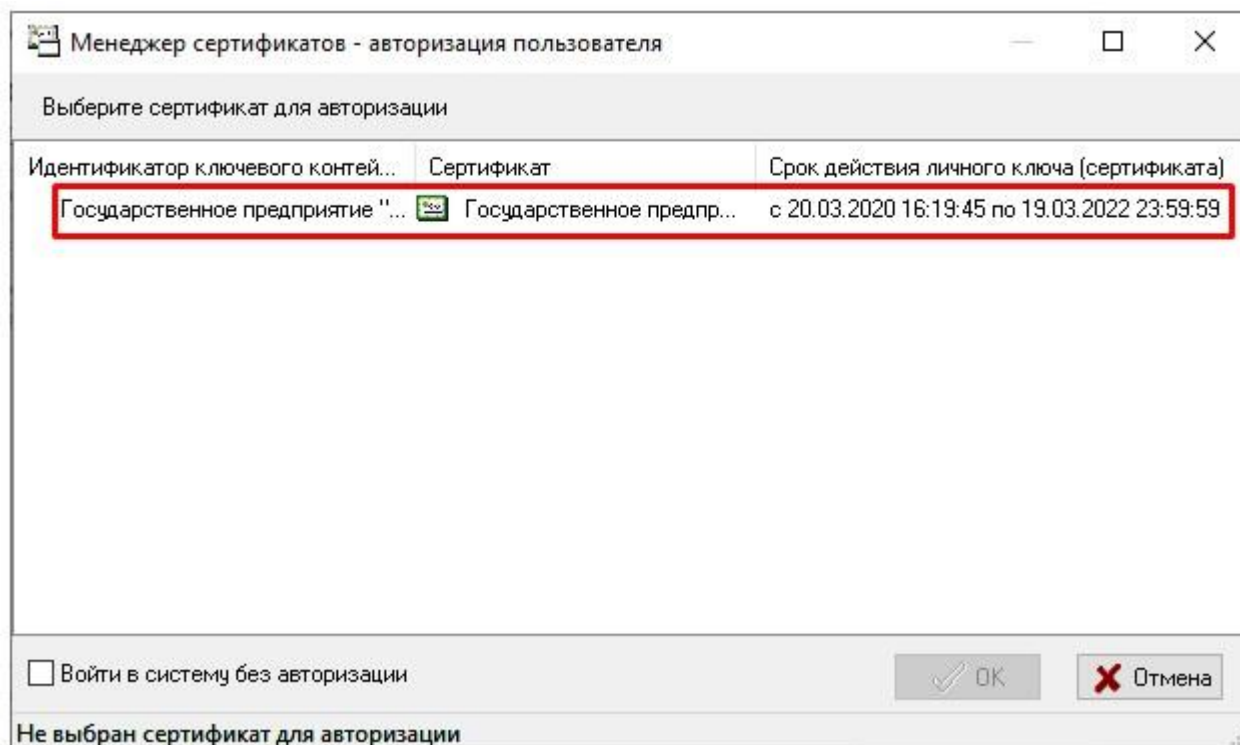 Менеджер сертификатов - авторизация пользователя
Выберите сертификат для авторизации
Идентификатор ключевого контей... Сертификат Срок действия личного ключа (сертификата)
Государственное предприятие "... Государственное предпр... с 20.03.2020 16:19:45 по 19.03.2022 23:59:59
Войти в систему без авторизации OK Отмена
Не выбран сертификат для авторизации